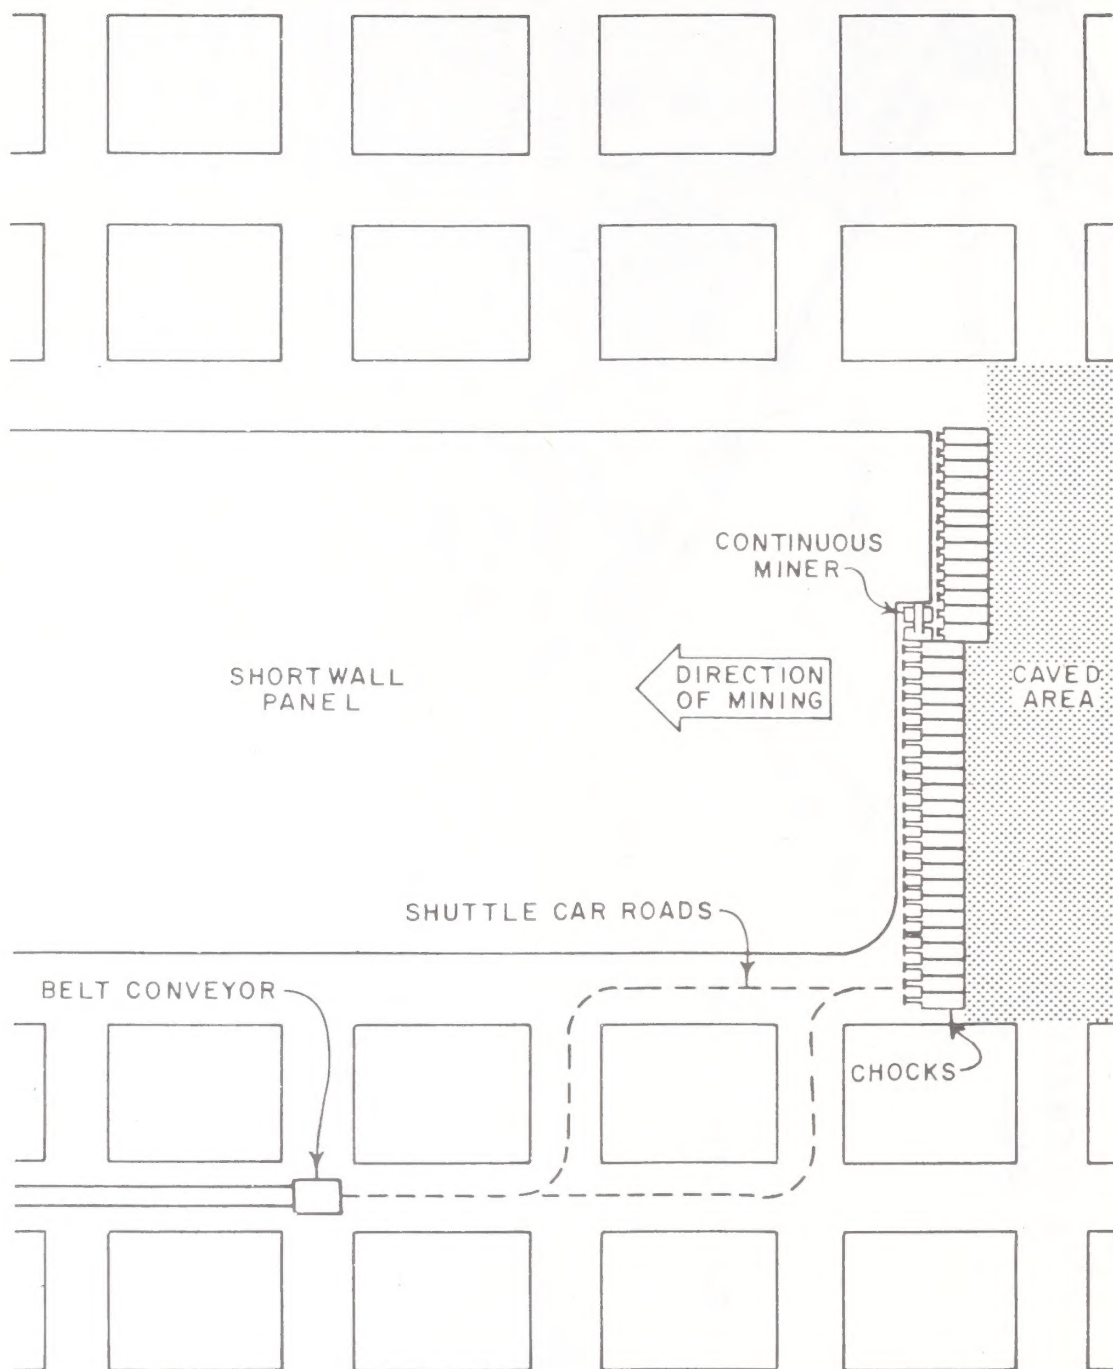 CONTINUOUS
MINER
SHORTWALL
PANEL
DIRECTION
OF MINING
CAVED
AREA
SHUTTLE CAR ROADS
BELT CONVEYOR
CHOCKS